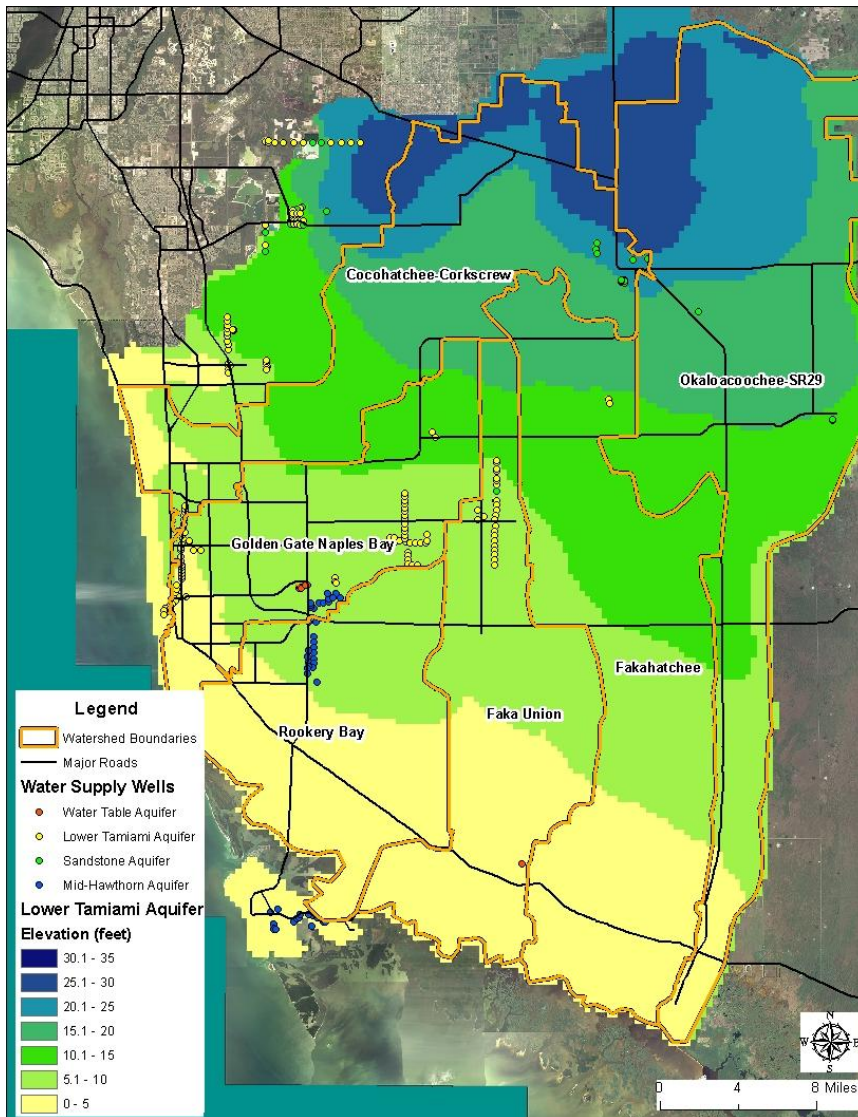 Cocohatchee-Corkscrew
Okaloacoochee-SR29
Golden Gate Naples Bay
Fakahatchee
Faka Union
Rookery Bay
Legend
Watershed Boundaries
Major Roads
Water Supply Wells
Water Table Aquifer
Lower Tamiami Aquifer
Sandstone Aquifer
Mid-Hawthorn Aquifer
Lower Tamiami Aquifer
Elevation (feet)
30.1 - 35
25.1 - 30
20.1 - 25
15.1 - 20
10.1 - 15
5.1 - 10
0 - 5
N
W
E
S
0 4 8 Miles